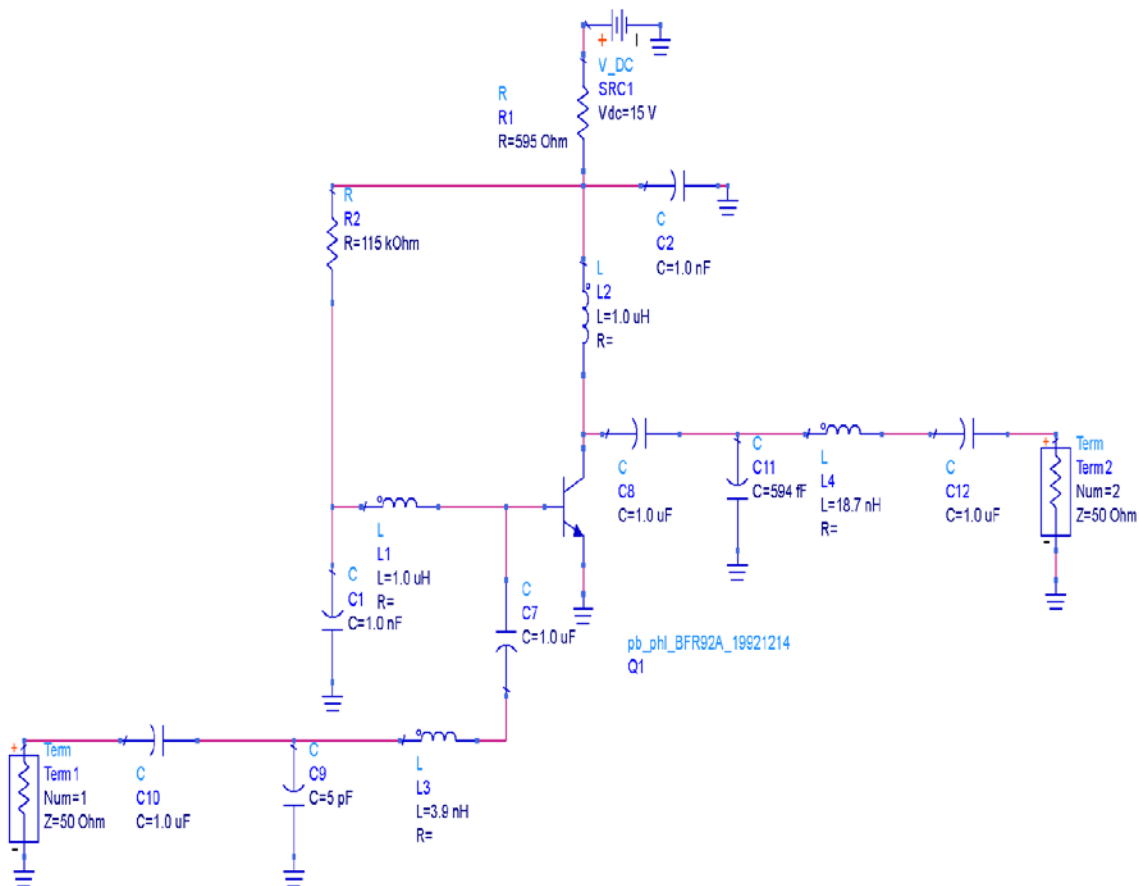 +
-
V_DC
SRC1
Vdc=15 V
R
R1
R=595 Ohm
R
R2
R=115 kOhm
C
C2
C=1.0 nF
L
L2
L=1.0 uH
R=
C
C8
C=1.0 uF
C
C11
C=594 fF
L
L4
L=18.7 nH
R=
C
C12
C=1.0 uF
+
Term
Term2
Num=2
Z=50 Ohm
-
L
L1
L=1.0 uH
R=
C
C1
C=1.0 nF
C
C7
C=1.0 uF
pb_phl_BFR92A_19921214
Q1
+
Term
Term1
Num=1
Z=50 Ohm
-
C
C10
C=1.0 uF
C
C9
C=5 pF
L
L3
L=3.9 nH
R=